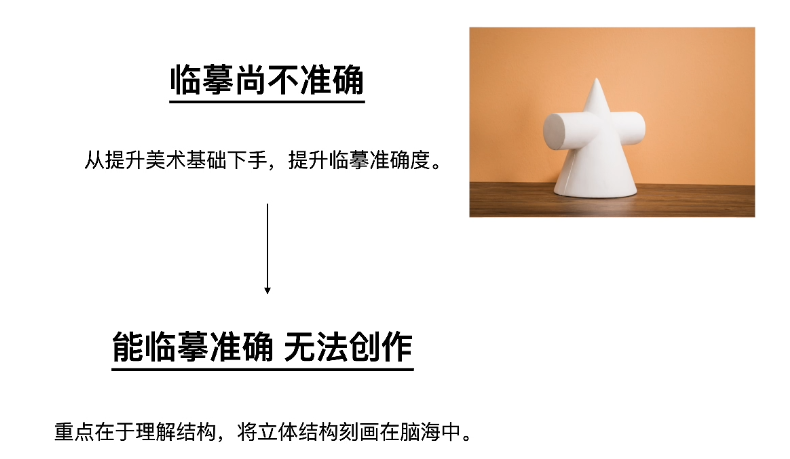 临摹尚不准确
从提升美术基础下手，提升临摹准确度。
能临摹准确 无法创作
重点在于理解结构，将立体结构刻画在脑海中。